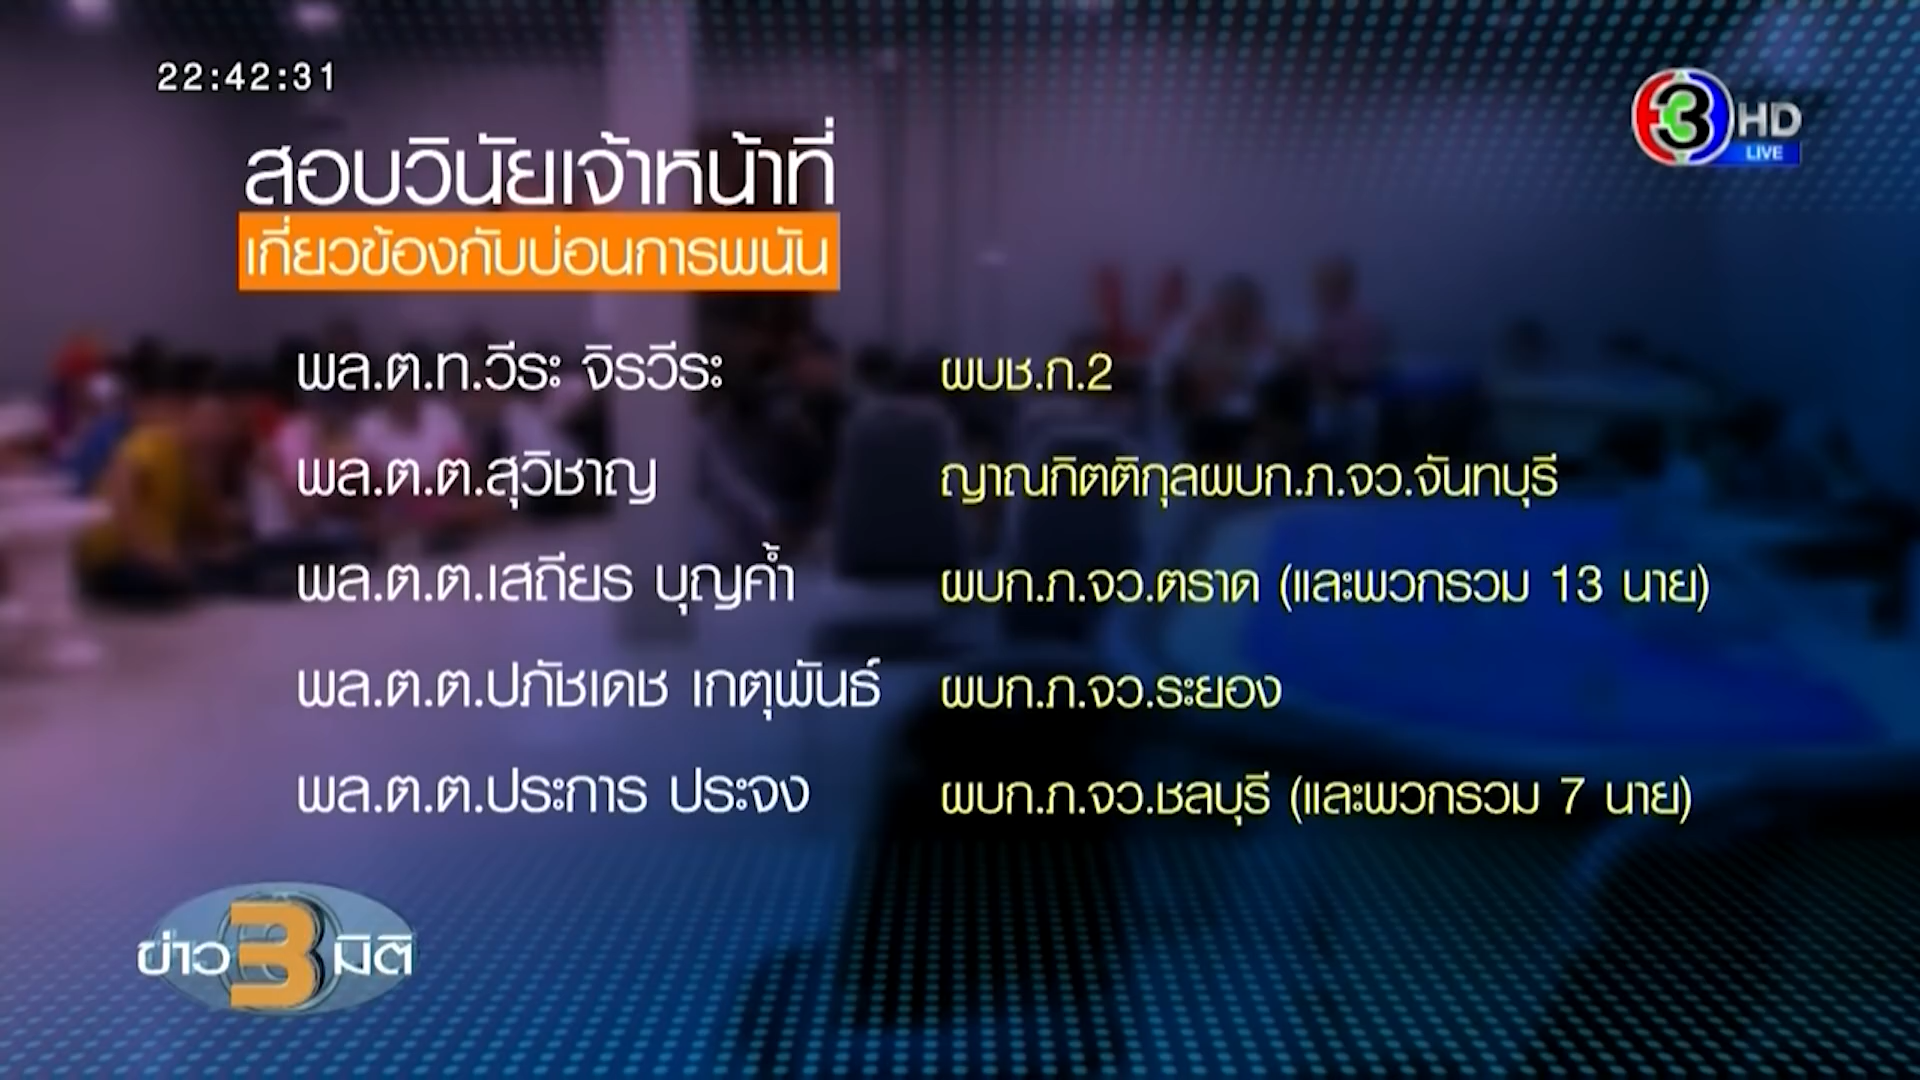 22:42:31
3 HD
LIVE
สอบวินัยเจ้าหน้าที่
เกี่ยวข้องกับบ่อนการพนัน
พล.ต.ท.วีระ จิรวีระ ผบช.ภ.2
พล.ต.ต.สุวิชาญ ญาณกิตติกุลผบก.ภ.จว.จันทบุรี
พล.ต.ต.เสถียร บุญค้ำ ผบก.ภ.จว.ตราด (และพวกรวม 13 นาย)
พล.ต.ต.ปภัชเดช เกตุพันธ์ ผบก.ภ.จว.ระยอง
พล.ต.ต.ประการ ประจง ผบก.ภ.จว.ชลบุรี (และพวกรวม 7 นาย)
ข่าว 3 มิติ